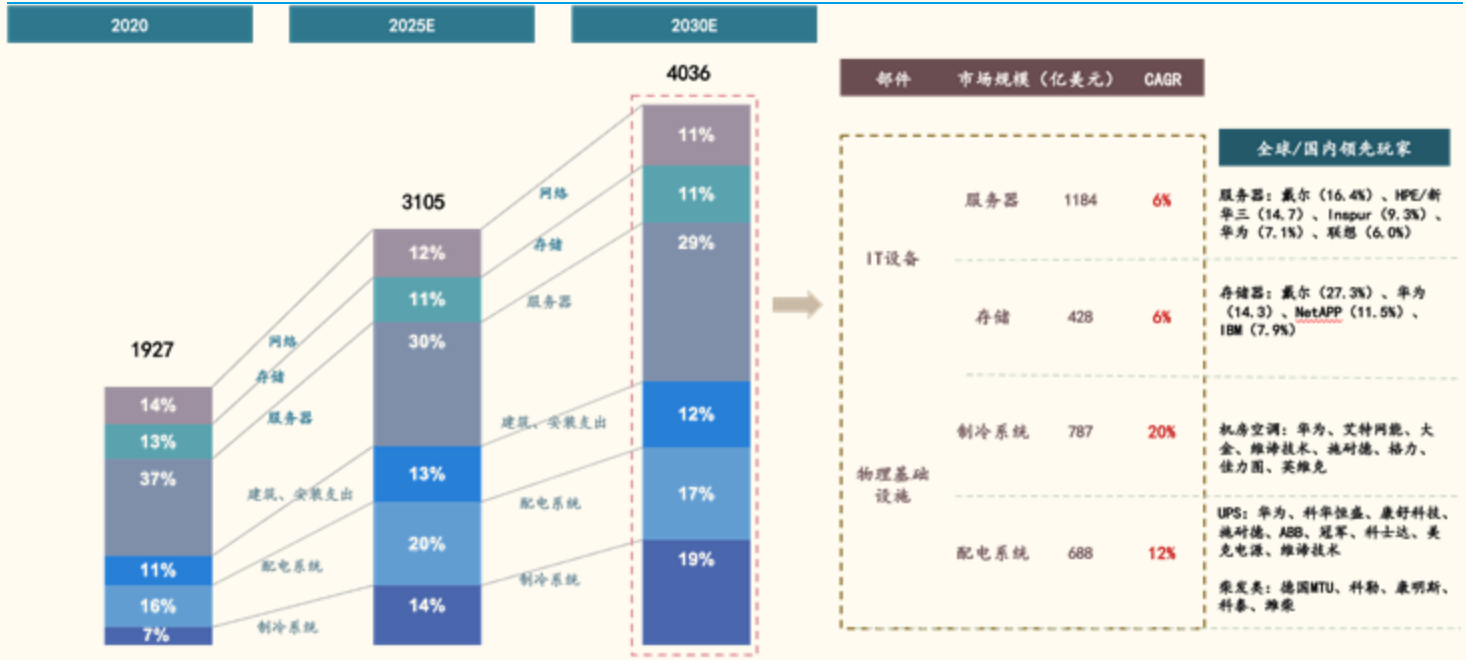 2020
2025E
2030E
1927
14%
13%
37%
11%
16%
7%
网络
存储
服务器
建筑、安装支出
配电系统
制冷系统
3105
12%
11%
30%
13%
20%
14%
网络
存储
服务器
建筑、安装支出
配电系统
制冷系统
4036
11%
11%
29%
12%
17%
19%
部件 市场规模（亿美元） CAGR
IT设备
服务器 1184 6%
存储 428 6%
物理基础
设施
制冷系统 787 20%
配电系统 688 12%
全球/国内领先玩家
服务器：戴尔（16.4%）、HPE/新
华三（14.7）、Inspur（9.3%）、
华为（7.1%）、联想（6.0%）
存储器：戴尔（27.3%）、华为
（14.3）、NetAPP（11.5%）、
IBM（7.9%）
机房空调：华为、艾特网能、大
金、维谛技术、施耐德、格力、
佳力图、英维克
UPS：华为、科华恒盛、康舒科技、
施耐德、ABB、冠军、科士达、美
克电源、维谛技术
柴发类：德国MTU、科勒、康明斯、
科泰、潍柴